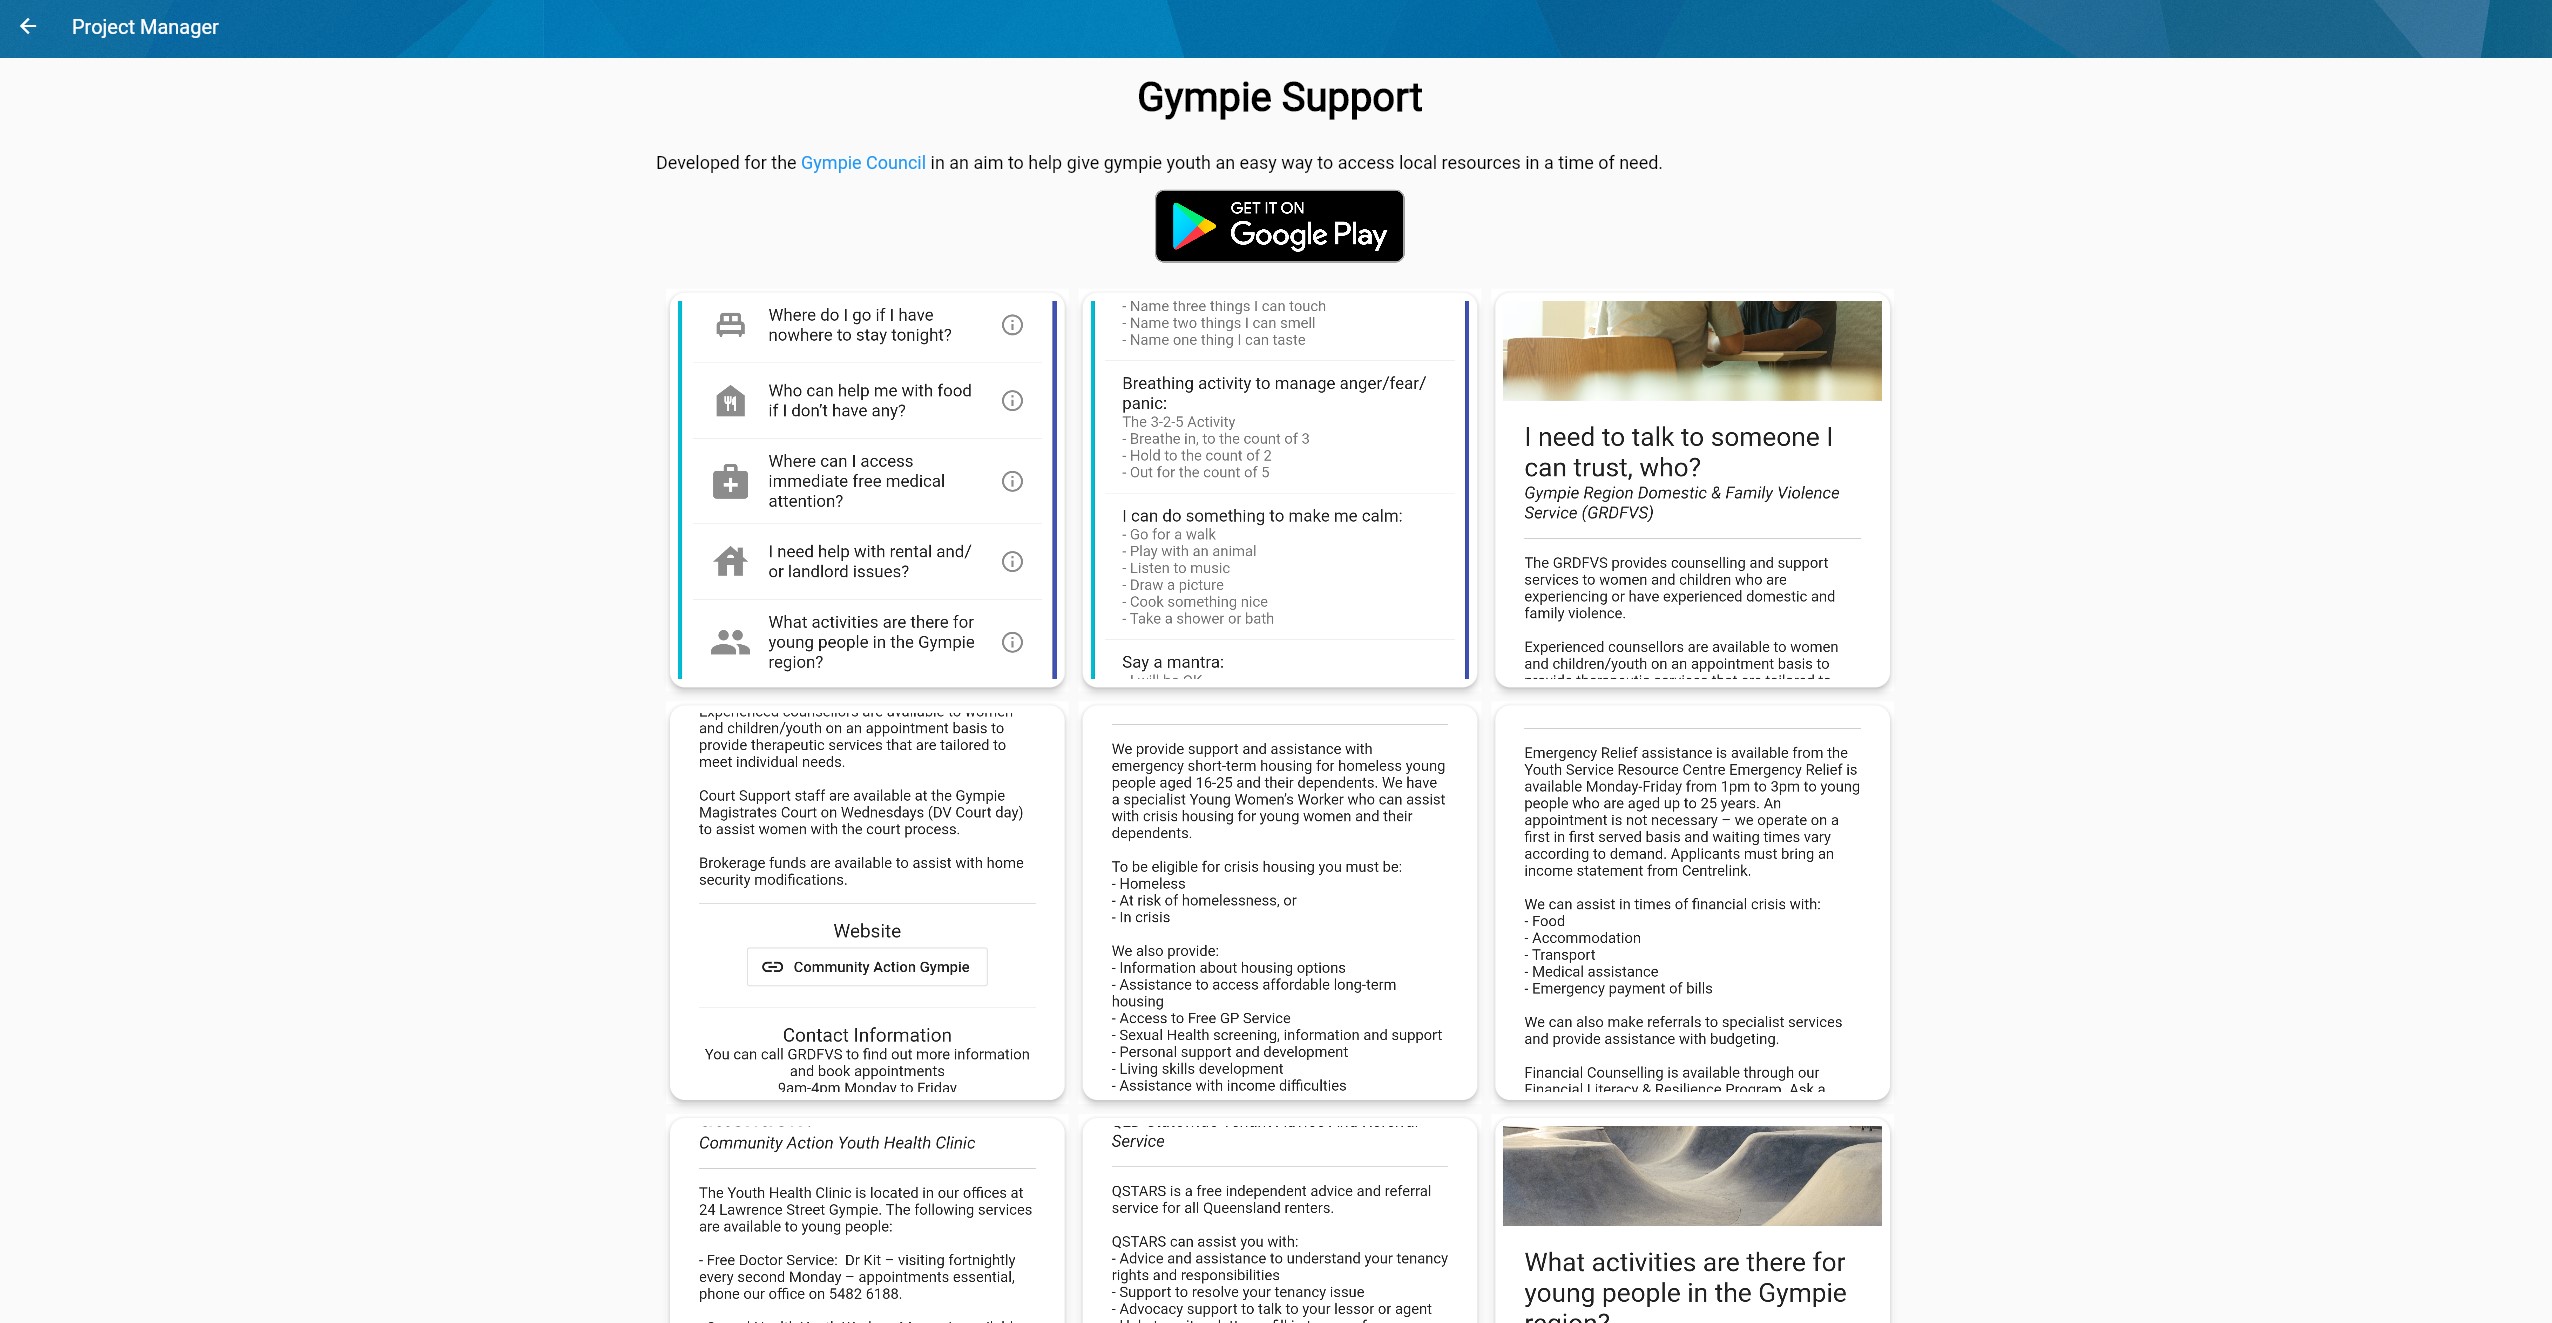 Project Manager
Gympie Support
Developed for the Gympie Council in an aim to help give gympie youth an easy way to access local resources in a time of need.
GET IT ON
Google Play
Where do I go if I have
nowhere to stay tonight?
Who can help me with food
if I don't have any?
Where can I access
immediate free medical
attention?
I need help with rental and/
or landlord issues?
What activities are there for
young people in the Gympie
region?
- Name three things I can touch
- Name two things I can smell
- Name one thing I can taste
Breathing activity to manage anger/fear/
panic:
The 3-2-5 Activity
- Breathe in, to the count of 3
- Hold to the count of 2
- Out for the count of 5
I can do something to make me calm:
- Go for a walk
- Play with an animal
- Listen to music
- Draw a picture
- Cook something nice
- Take a shower or bath
Say a mantra:
I need to talk to someone I
can trust, who?
Gympie Region Domestic & Family Violence
Service (GRDFVS)
The GRDFVS provides counselling and support
services to women and children who are
experiencing or have experienced domestic and
family violence.
Experienced counsellors are available to women
and children/youth on an appointment basis to
provide therapeutic services that are tailored to
Experienced counsellors are available to women
and children/youth on an appointment basis to
provide therapeutic services that are tailored to
meet individual needs.
Court Support staff are available at the Gympie
Magistrates Court on Wednesdays (DV Court day)
to assist women with the court process.
Brokerage funds are available to assist with home
security modifications.
Website
Community Action Gympie
Contact Information
You can call GRDFVS to find out more information
and book appointments
9am-4pm Monday to Friday
We provide support and assistance with
emergency short-term housing for homeless young
people aged 16-25 and their dependents. We have
a specialist Young Women's Worker who can assist
with crisis housing for young women and their
dependents.
To be eligible for crisis housing you must be:
- Homeless
- At risk of homelessness, or
- In crisis
We also provide:
- Information about housing options
- Assistance to access affordable long-term
housing
- Access to Free GP Service
- Sexual Health screening, information and support
- Personal support and development
- Living skills development
- Assistance with income difficulties
Emergency Relief assistance is available from the
Youth Service Resource Centre Emergency Relief is
available Monday-Friday from 1pm to 3pm to young
people who are aged up to 25 years. An
appointment is not necessary – we operate on a
first in first served basis and waiting times vary
according to demand. Applicants must bring an
income statement from Centrelink.
We can assist in times of financial crisis with:
- Food
- Accommodation
- Transport
- Medical assistance
- Emergency payment of bills
We can also make referrals to specialist services
and provide assistance with budgeting.
Financial Counselling is available through our
Financial Literacy & Resilience Program. Ask a
Community Action Youth Health Clinic
The Youth Health Clinic is located in our offices at
24 Lawrence Street Gympie. The following services
are available to young people:
- Free Doctor Service:  Dr Kit – visiting fortnightly
every second Monday – appointments essential,
phone our office on 5482 6188.
Service
QSTARS is a free independent advice and referral
service for all Queensland renters.
QSTARS can assist you with:
- Advice and assistance to understand your tenancy
rights and responsibilities
- Support to resolve your tenancy issue
- Advocacy support to talk to your lessor or agent
What activities are there for
young people in the Gympie
region?